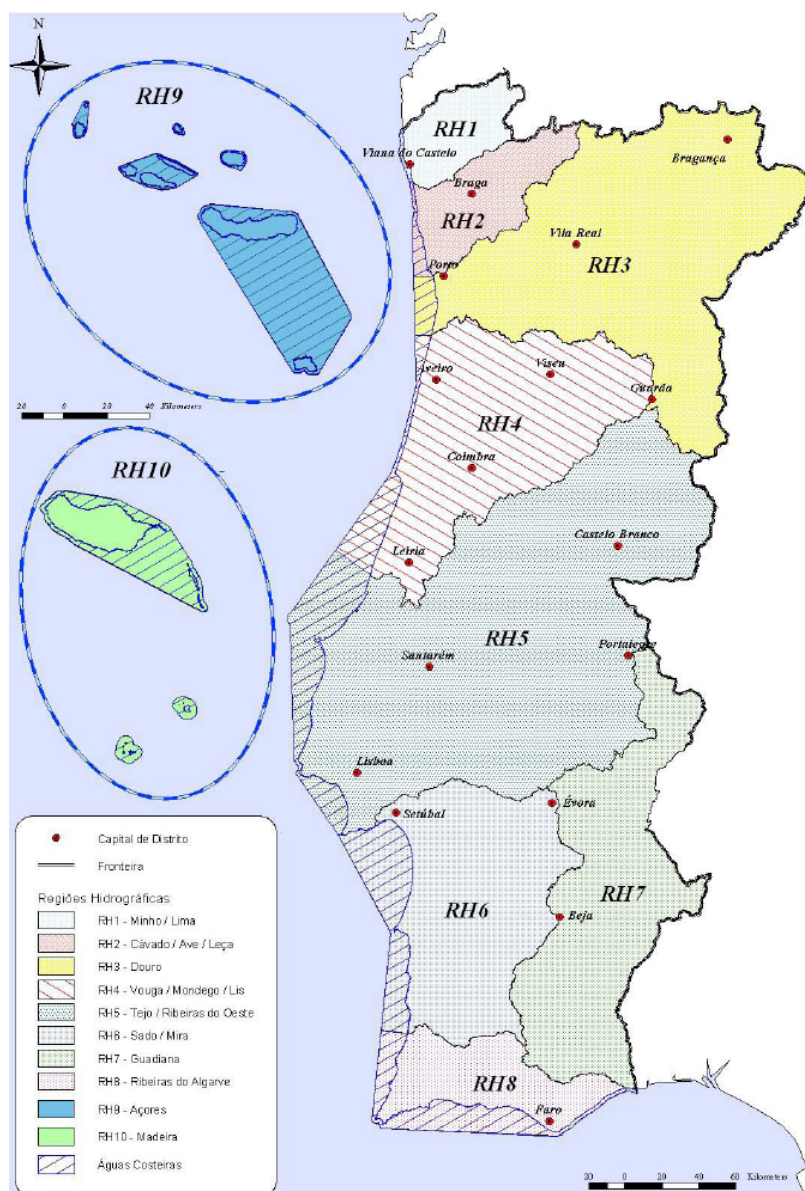 N
RH9
RH1
Viana do Castelo
Bragança
Braga
RH2
Vila Real
Porto
RH3
20 0 20 40 Kilometers
Aveiro
Viseu
Guarda
RH4
Coimbra
RH10
Castelo Branco
Leiria
RH5
Santarém
Portalegre
Lisboa
Setúbal
Évora
RH7
RH6
Beja
RH8
Faro
Capital de Distrito
Fronteira
Regiões Hidrográficas
RH1 - Minho / Lima
RH2 - Cávado / Ave / Leça
RH3 - Douro
RH4 - Vouga / Mondego / Lis
RH5 - Tejo / Ribeiras do Oeste
RH6 - Sado / Mira
RH7 - Guadiana
RH8 - Ribeiras do Algarve
RH9 - Açores
RH10 - Madeira
Águas Costeiras
20 0 20 40 60 Kilometers